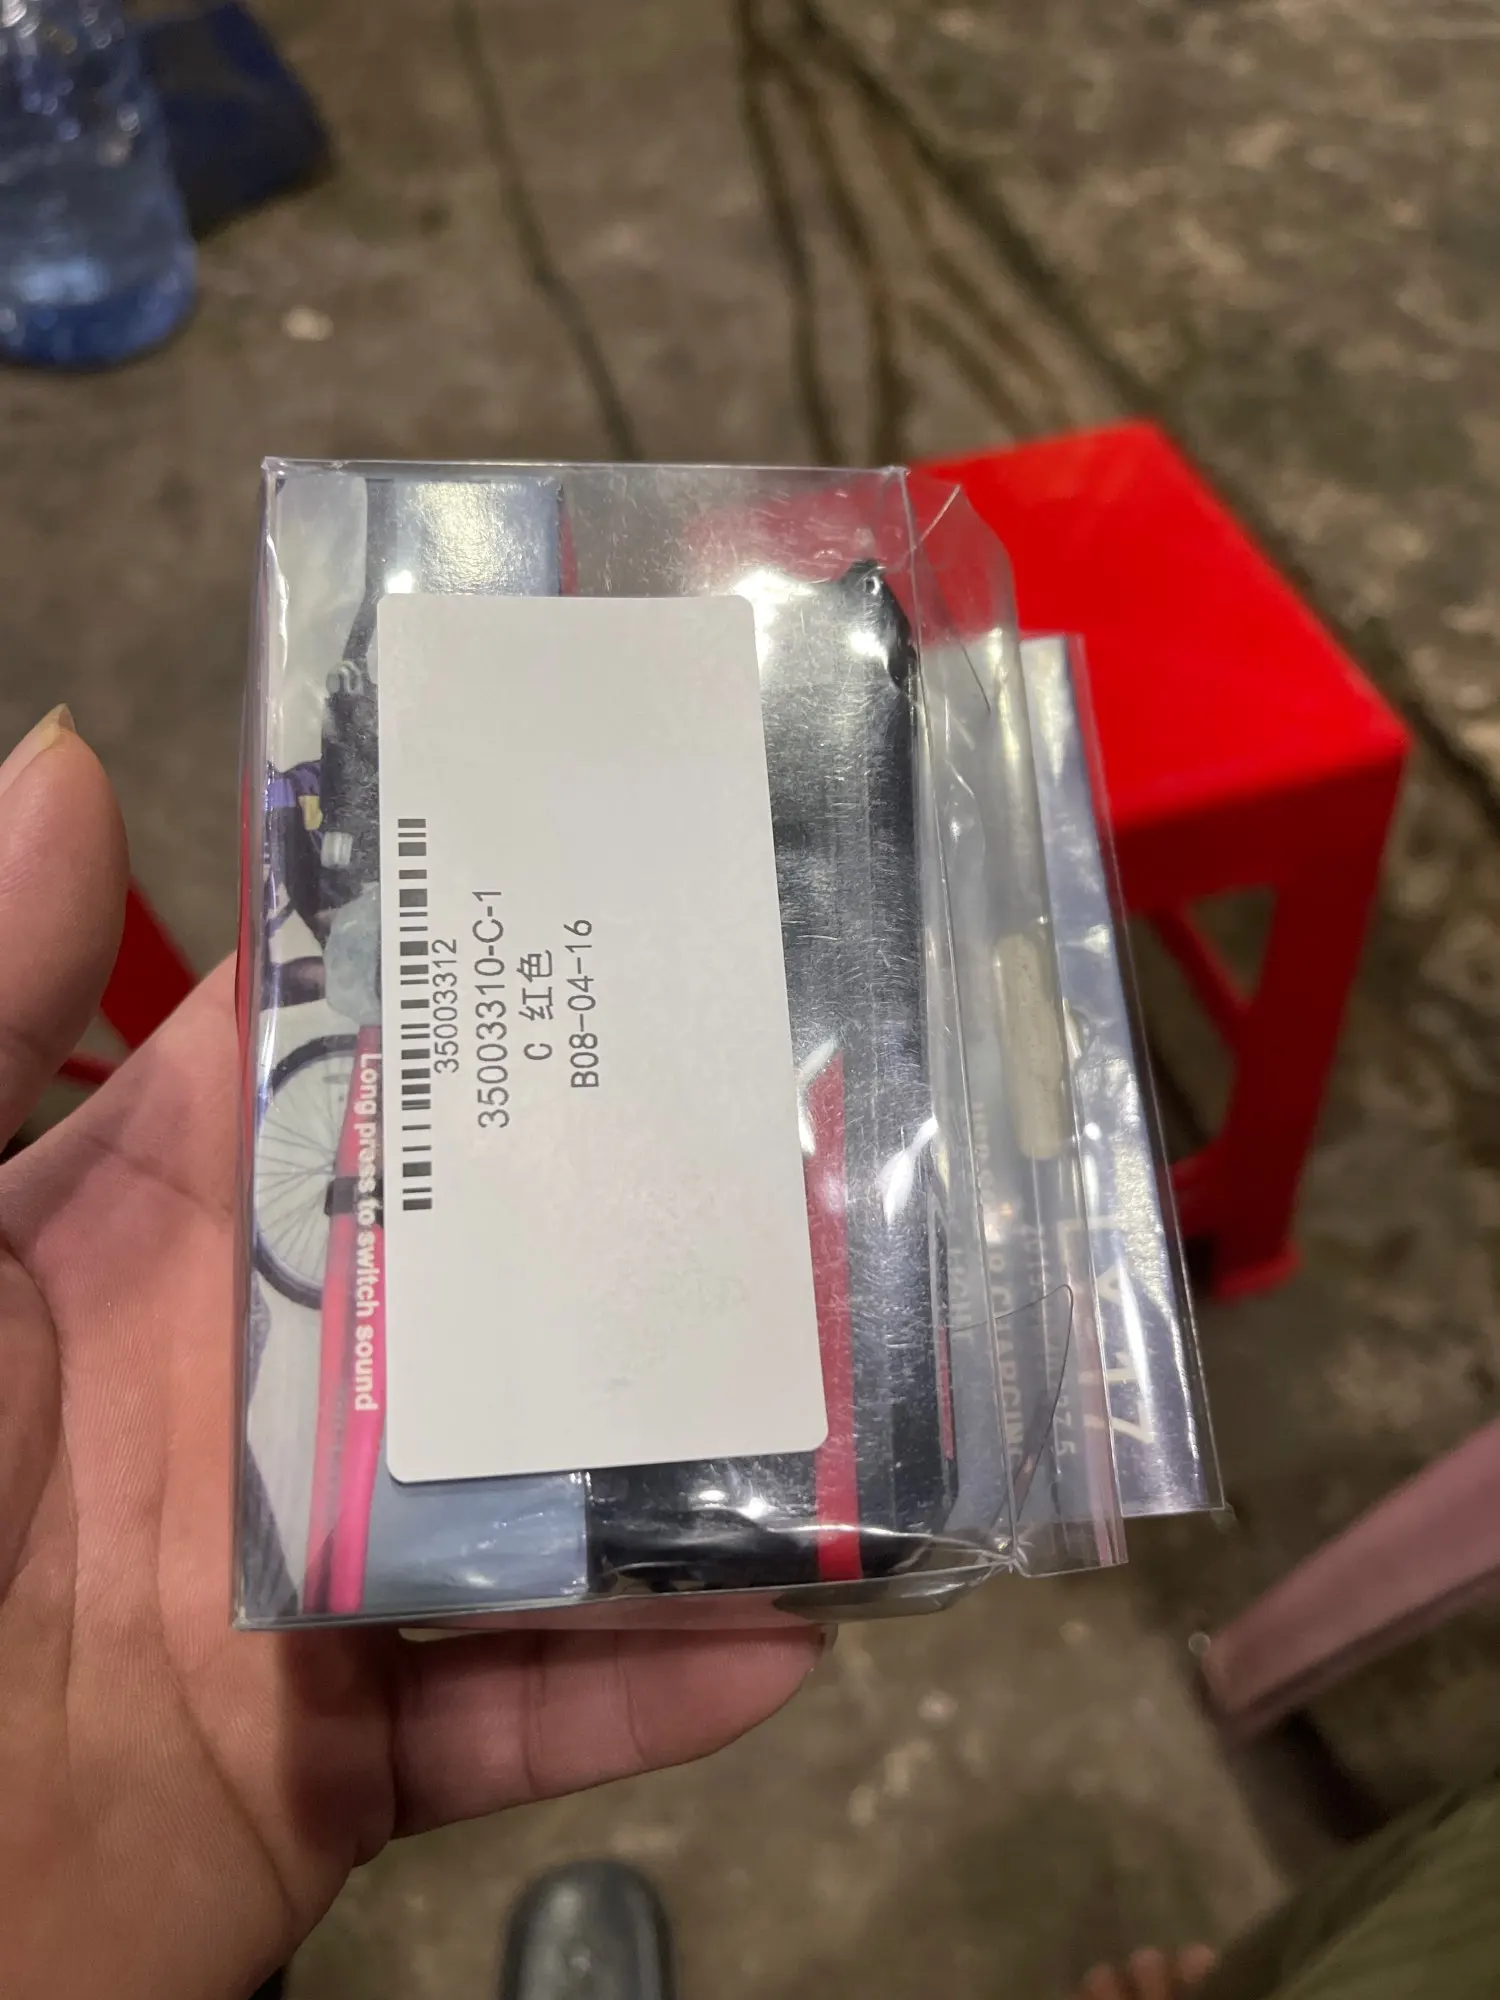 35003312
35003310-C-1
C 红色
B08-04-16
Long press to switch sound